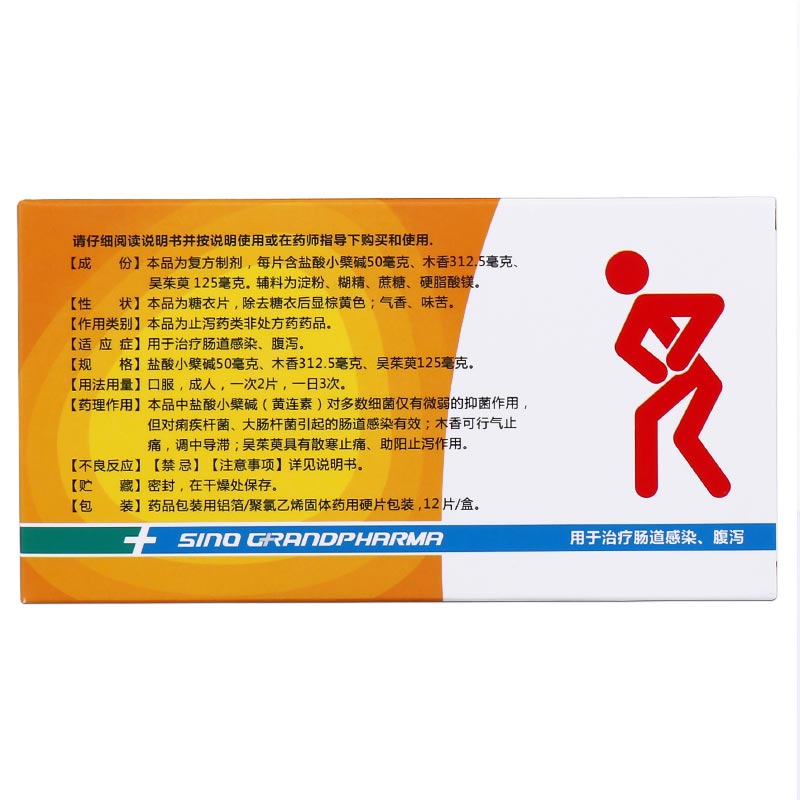 请仔细阅读说明书并按说明使用或在药师指导下购买和使用.
【成 份】本品为复方制剂，每片含盐酸小檗碱50毫克、木香312.5毫克、
吴茱萸 125毫克。辅料为淀粉、糊精、蔗糖、硬脂酸镁。
【性 状】本品为糖衣片，除去糖衣后显棕黄色；气香、味苦。
【作用类别】本品为止泻药类非处方药药品。
【适 应 症】用于治疗肠道感染、腹泻。
【规 格】盐酸小檗碱50毫克、木香312.5毫克、吴茱萸125毫克。
【用法用量】口服，成人，一次2片，一日3次。
【药理作用】本品中盐酸小檗碱（黄连素）对多数细菌仅有微弱的抑菌作用，
但对痢疾杆菌、大肠杆菌引起的肠道感染有效；木香可行气止
痛，调中导滞；吴茱萸具有散寒止痛、助阳止泻作用。
【不良反应】【禁 忌】【注意事项】详见说明书。
【贮 藏】密封，在干燥处保存。
【包 装】药品包装用铝箔/聚氯乙烯固体药用硬片包装，12片/盒。
SINO GRANDPHARMA
用于治疗肠道感染、腹泻